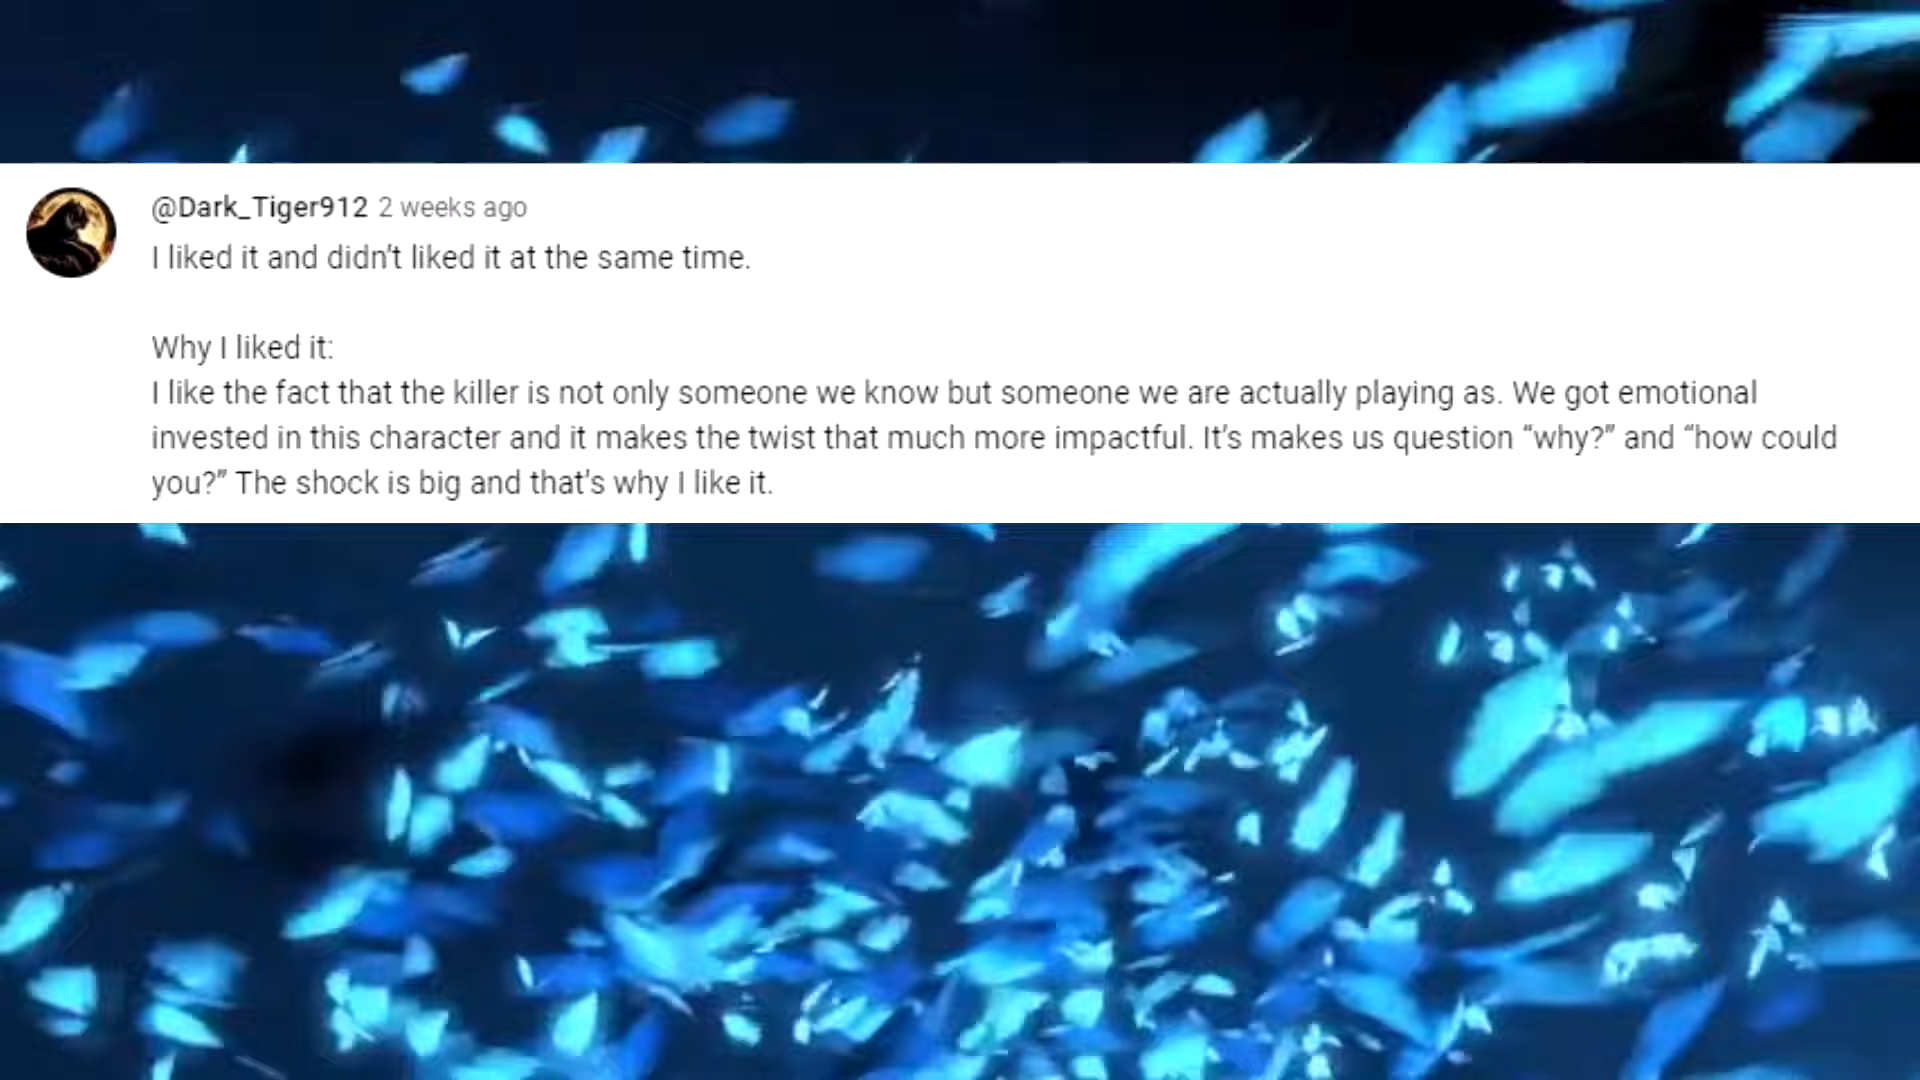 @Dark_Tiger912 2 weeks ago
I liked it and didn't liked it at the same time.
Why I liked it:
I like the fact that the killer is not only someone we know but someone we are actually playing as. We got emotional
invested in this character and it makes the twist that much more impactful. It's makes us question “why?” and “how could
you?” The shock is big and that's why I like it.